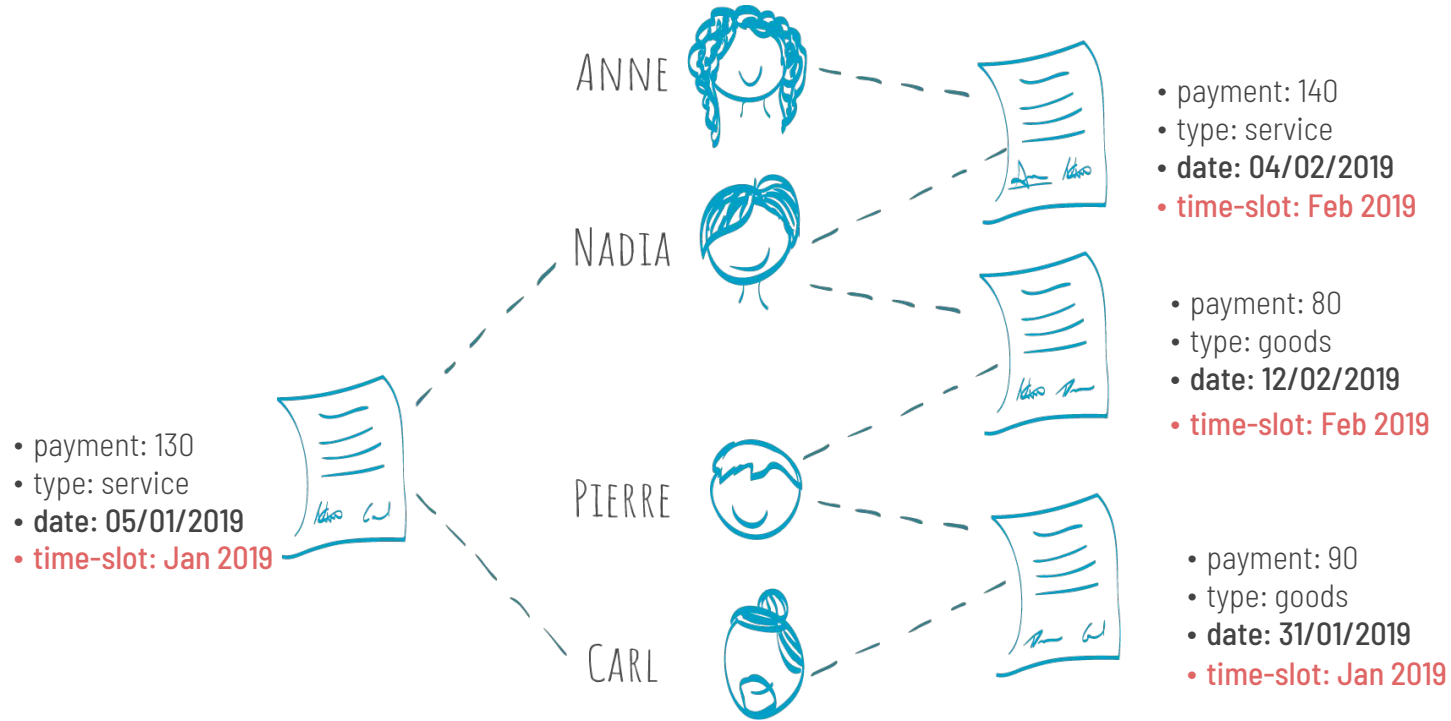 ANNE
• payment: 140
• type: service
• date: 04/02/2019
• time-slot: Feb 2019
NADIA
• payment: 80
• type: goods
• date: 12/02/2019
• time-slot: Feb 2019
• payment: 130
• type: service
• date: 05/01/2019
• time-slot: Jan 2019
PIERRE
• payment: 90
• type: goods
• date: 31/01/2019
• time-slot: Jan 2019
CARL